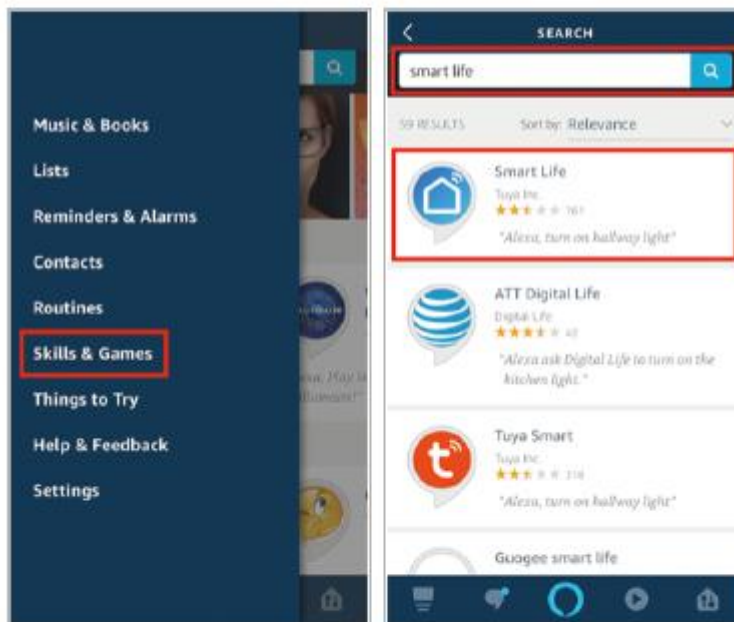 Music & Books
Lists
Reminders & Alarms
Contacts
Routines
Skills & Games
Things to Try
Help & Feedback
Settings
SEARCH
smart life
59 RESULTS
Sort by: Relevance
Smart Life
Tuya Inc.
"Alexa, turn on hallway light"
ATT Digital Life
Digital Life
"Alexa ask Digital Life to turn on the
kitchen light."
Tuya Smart
Tuya Inc.
"Alexa, turn on hallway light"
Guogee smart life